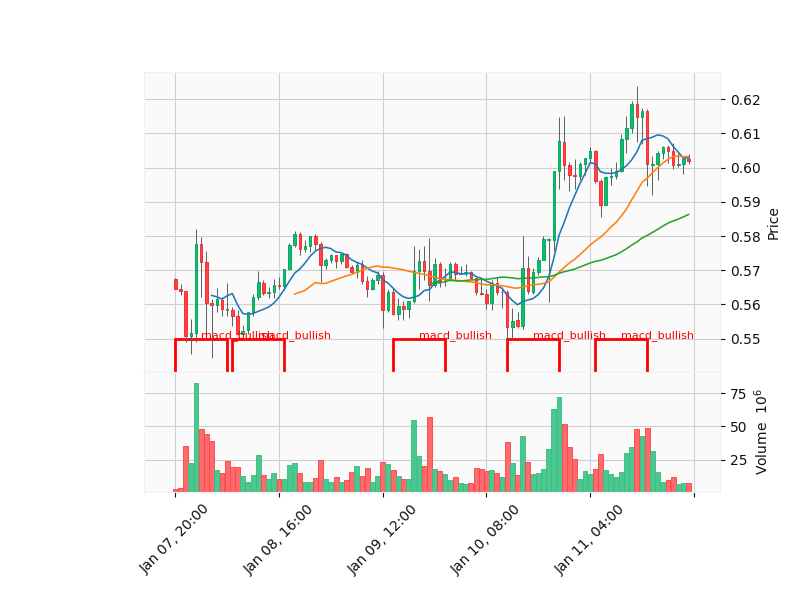 0.62
0.61
0.60
0.59
0.58
0.57
0.56
0.55
Price
macd_bullish
macd_bullish
macd_bullish
macd_bullish
macd_bullish
75
50
25
Volume 10^6
Jan 07, 20:00
Jan 08, 16:00
Jan 09, 12:00
Jan 10, 08:00
Jan 11, 04:00